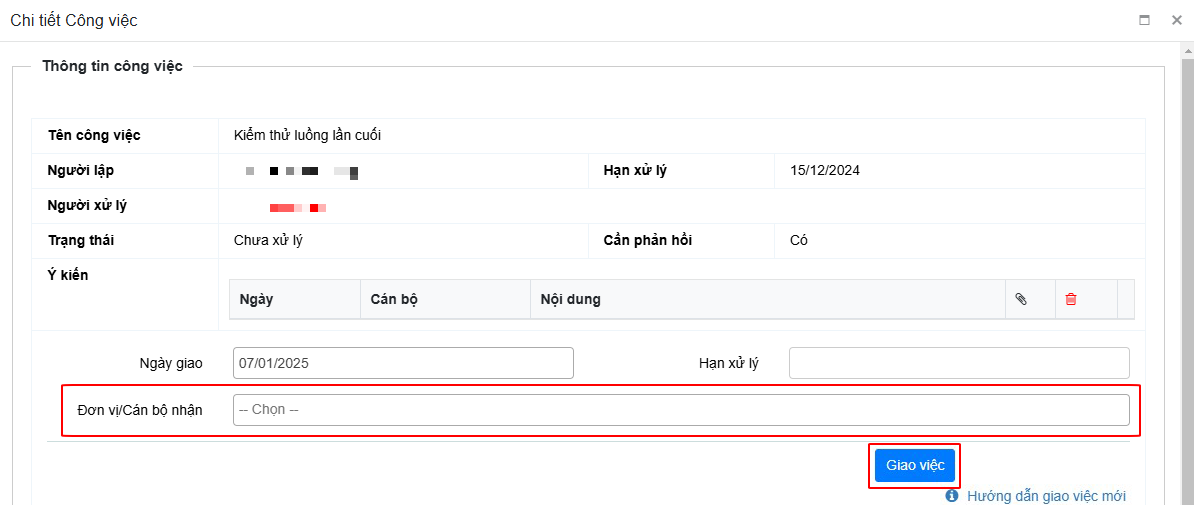 Chi tiết Công việc
Thông tin công việc
Tên công việc Kiểm thử luồng lần cuối
Người lập Hạn xử lý 15/12/2024
Người xử lý
Trạng thái Chưa xử lý Cần phản hồi Có
Ý kiến
Ngày Cán bộ Nội dung
Ngày giao 07/01/2025 Hạn xử lý
Đơn vị/Cán bộ nhận -- Chọn --
Giao việc
Hướng dẫn giao việc mới